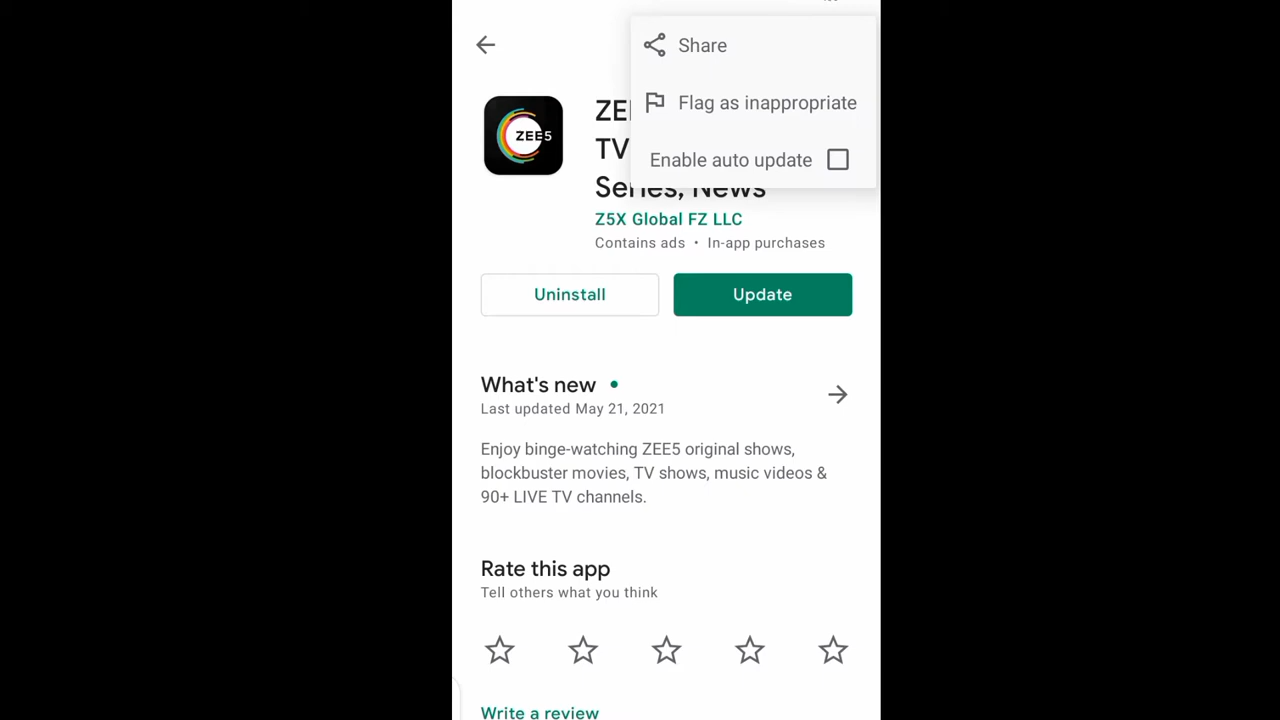 Share
Flag as inappropriate
Enable auto update
ZEE5
ZE
TV
Series, News
Z5X Global FZ LLC
Contains ads • In-app purchases
Uninstall
Update
What's new •
Last updated May 21, 2021
Enjoy binge-watching ZEE5 original shows,
blockbuster movies, TV shows, music videos &
90+ LIVE TV channels.
Rate this app
Tell others what you think
Write a review